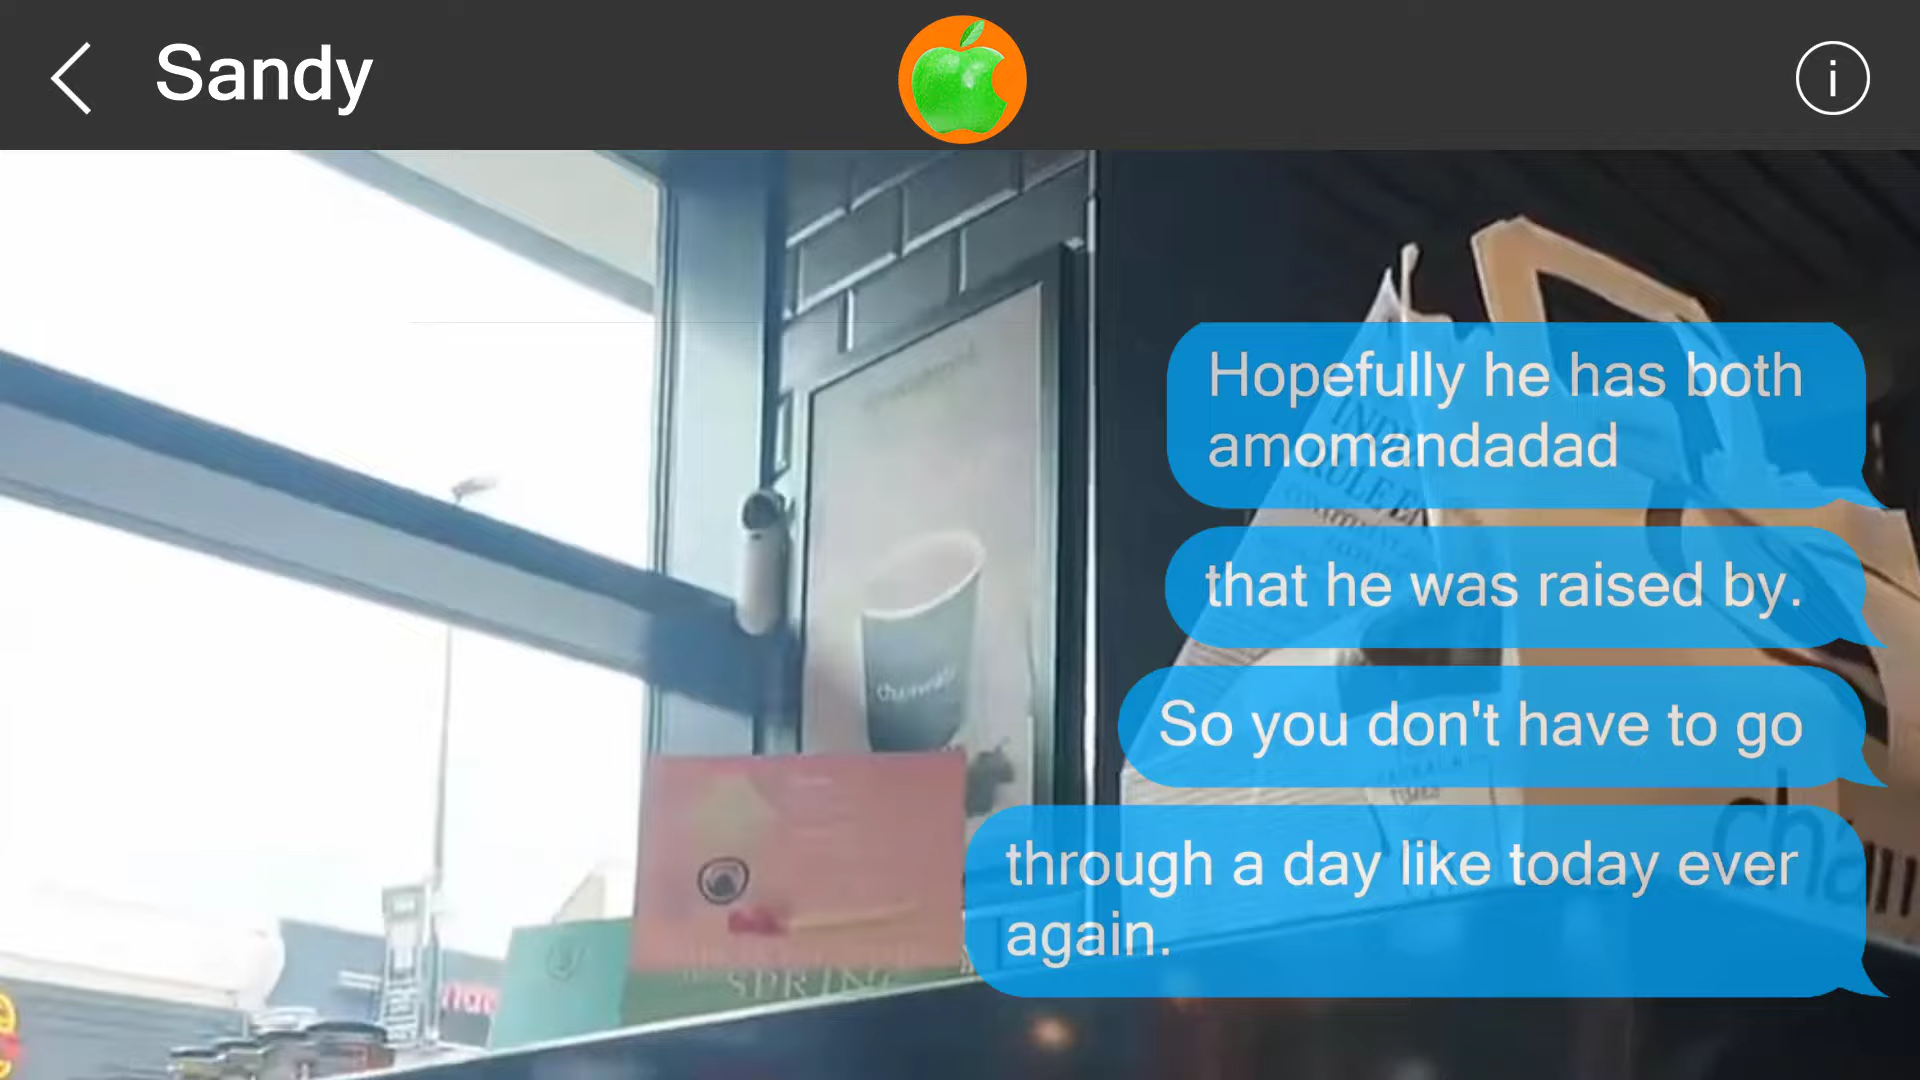 Sandy
Hopefully he has both
amomandadad
that he was raised by.
So you don't have to go
through a day like today ever
again.
SPRING